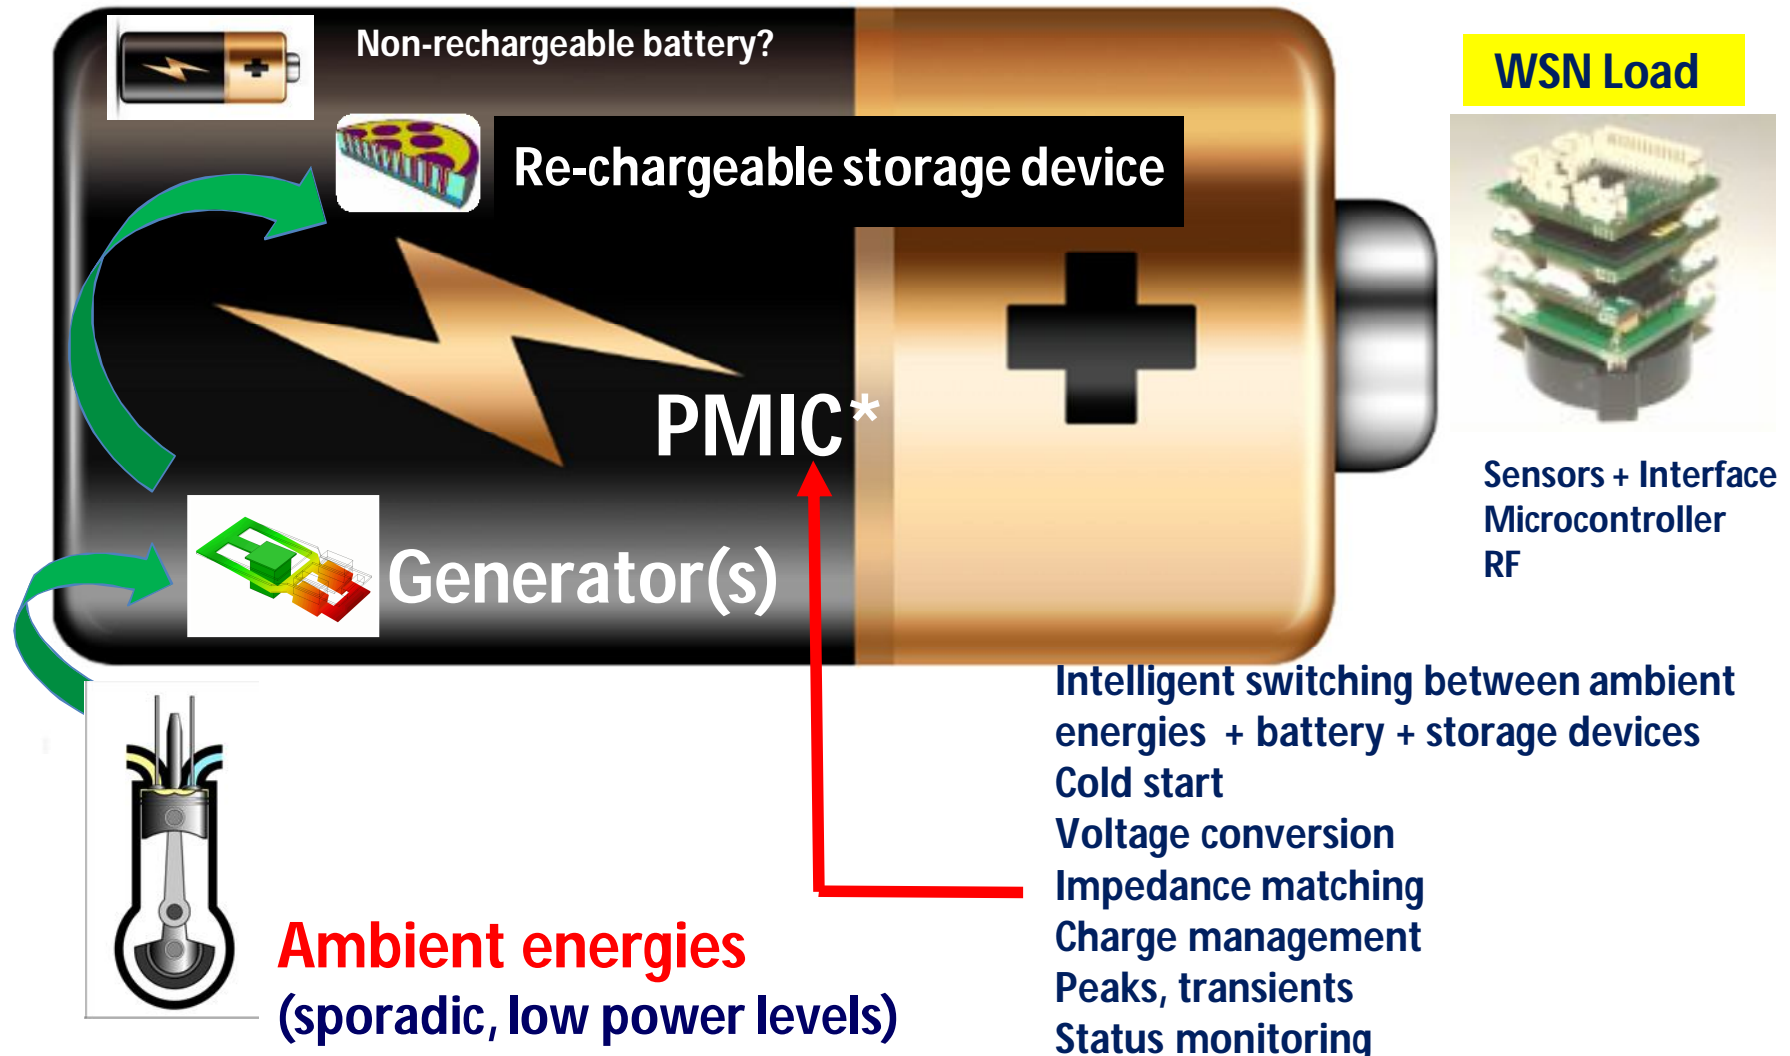 Non-rechargeable battery?
WSN Load
Re-chargeable storage device
PMIC*
Sensors + Interface
Microcontroller
RF
Generator(s)
Intelligent switching between ambient
energies + battery + storage devices
Cold start
Voltage conversion
Impedance matching
Charge management
Peaks, transients
Status monitoring
Ambient energies
(sporadic, low power levels)